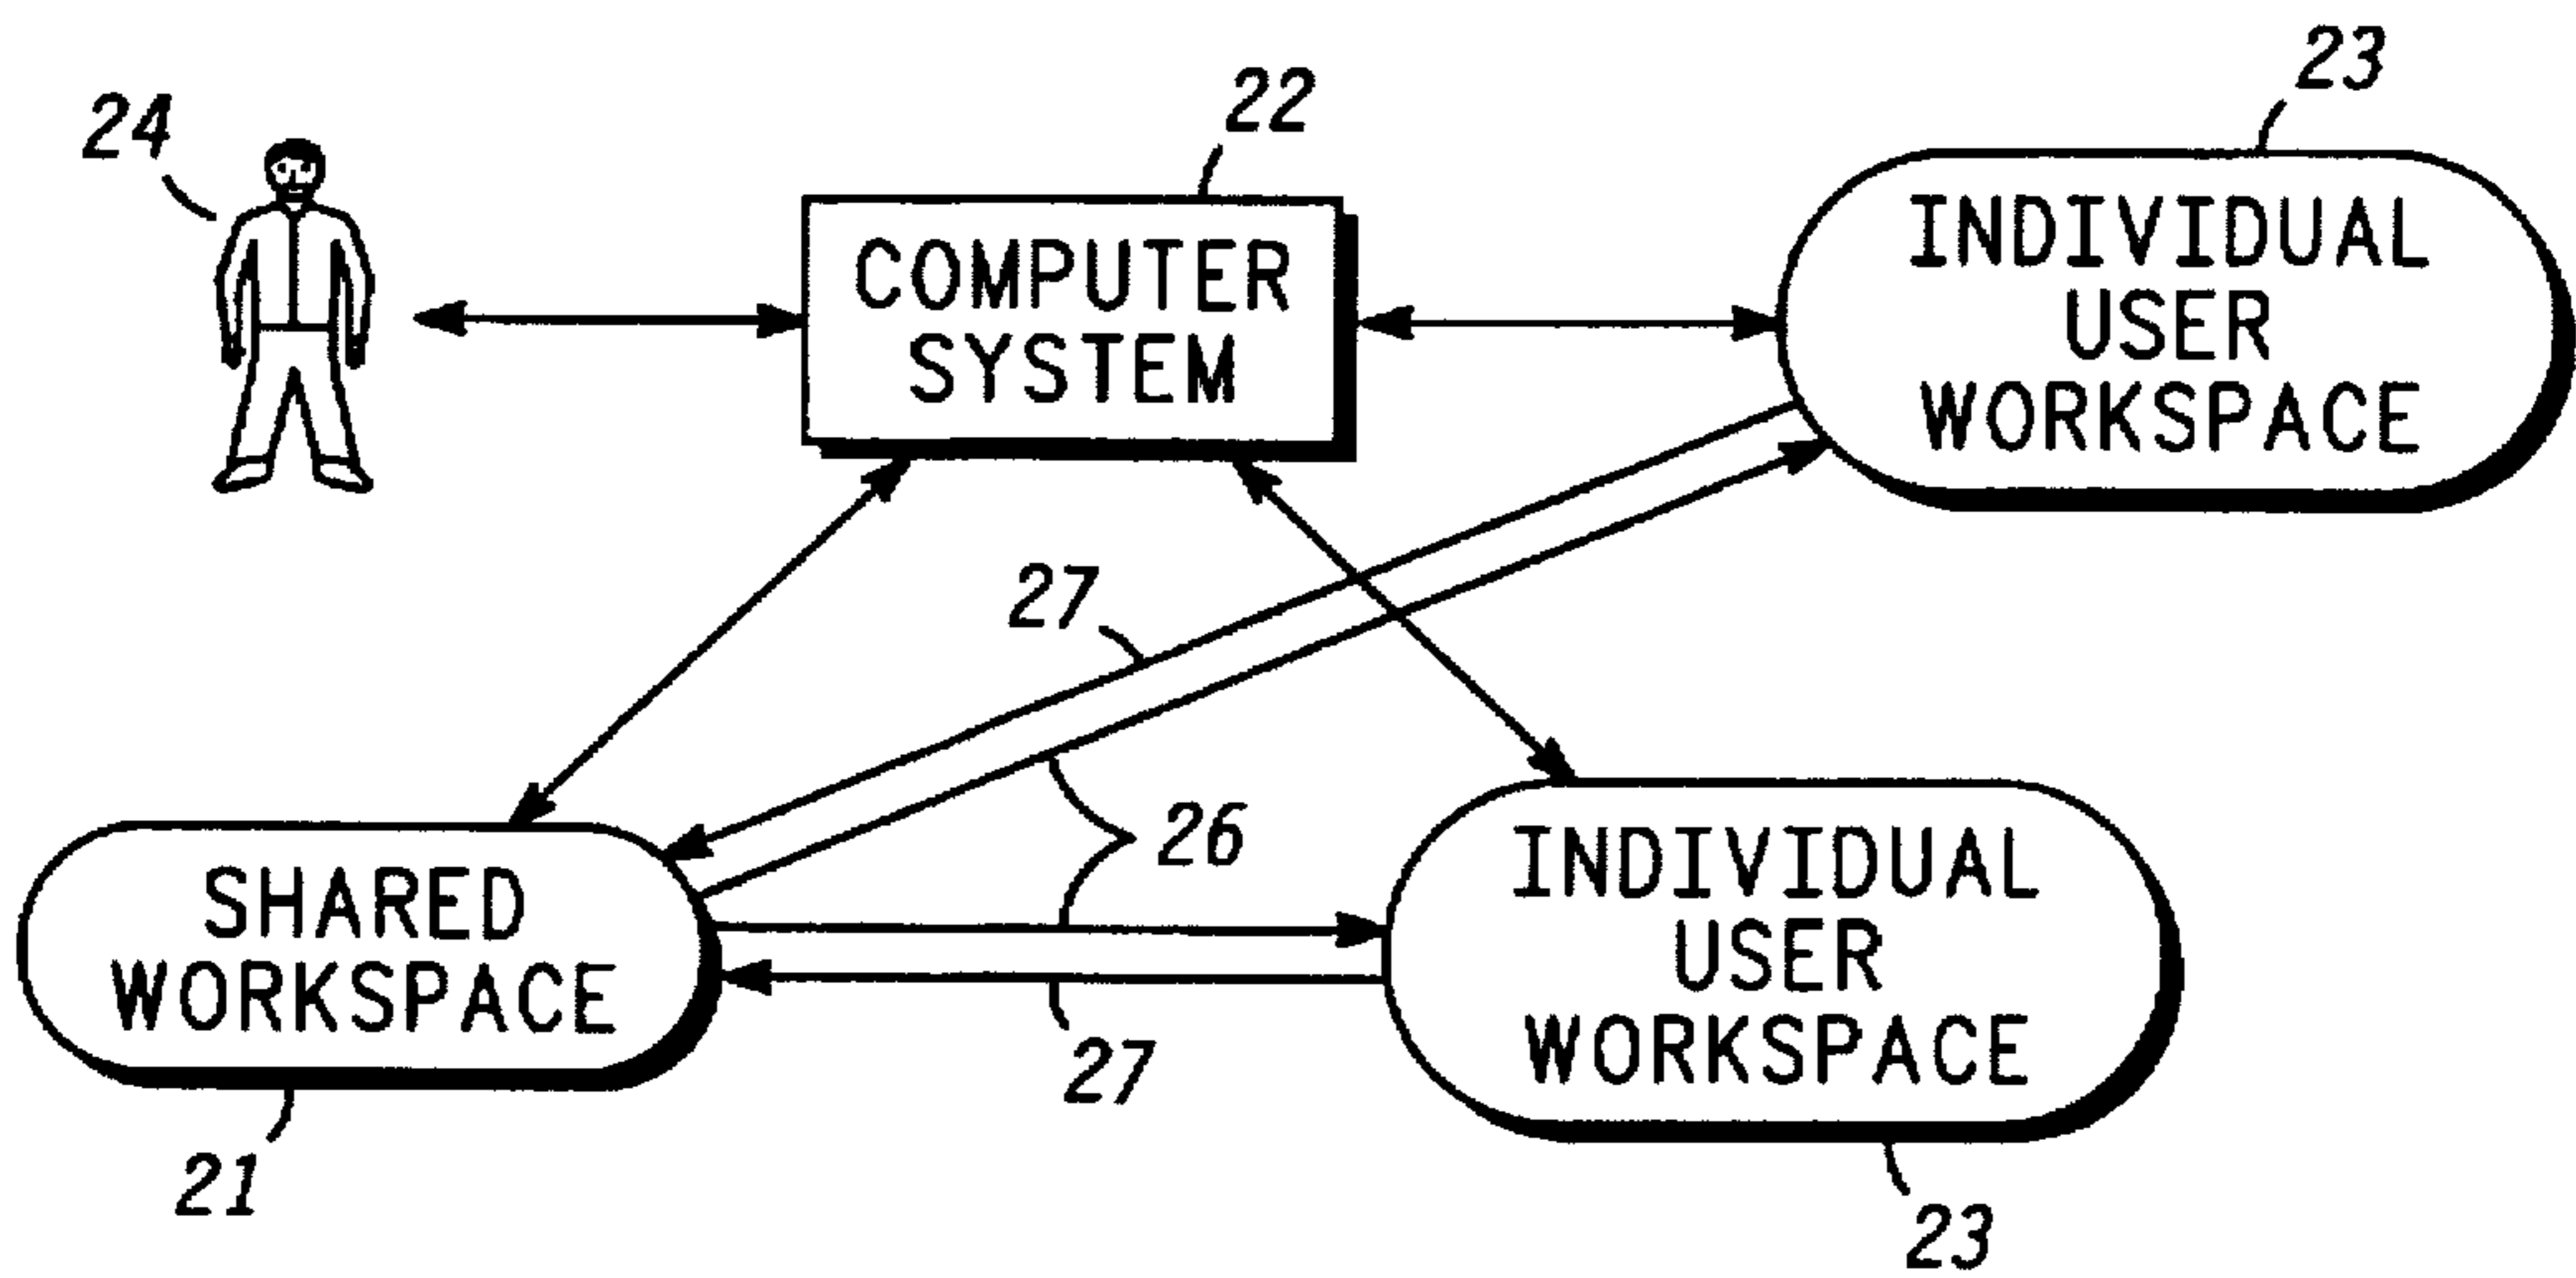 23
22
24
INDIVIDUAL
USER
WORKSPACE
COMPUTER
SYSTEM
27
26
SHARED
WORKSPACE
INDIVIDUAL
USER
WORKSPACE
27
21
23